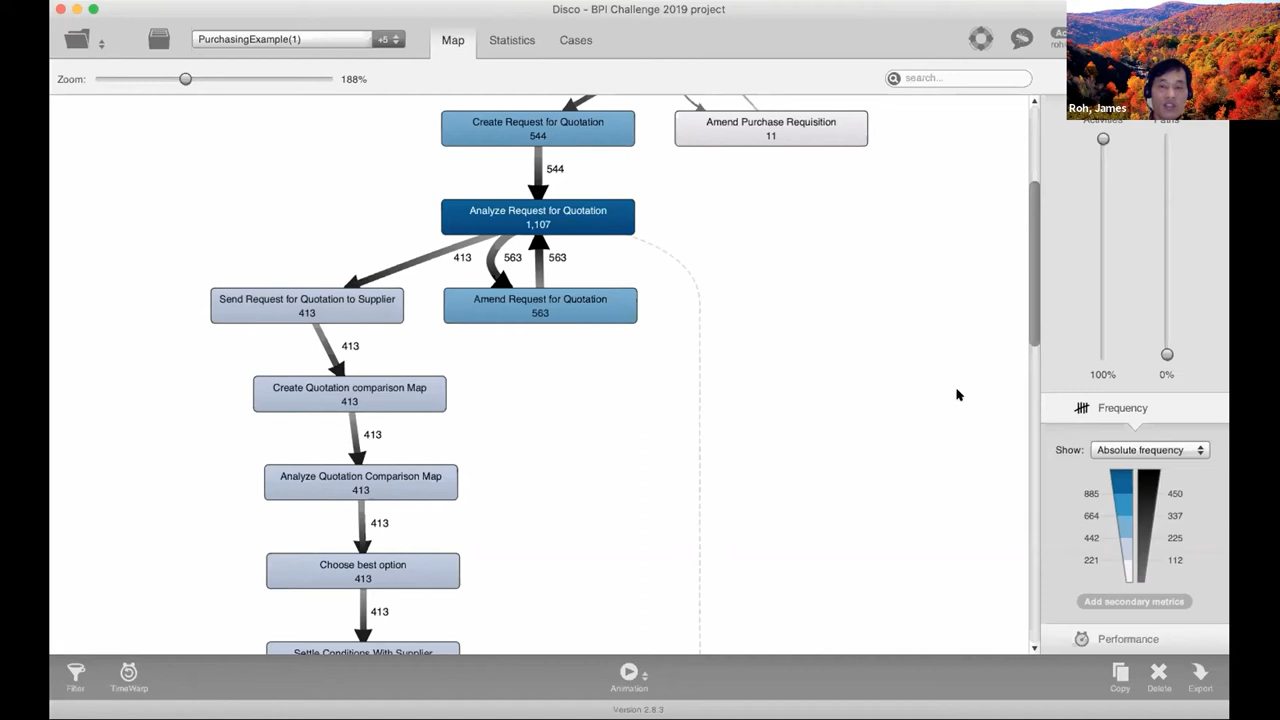 Disco - BPI Challenge 2019 project
PurchasingExample(1)
+5
Map
Statistics
Cases
Zoom:
188%
search...
Roh, James
Create Request for Quotation
544
Amend Purchase Requisition
11
544
Analyze Request for Quotation
1,107
413
563
563
Send Request for Quotation to Supplier
413
Amend Request for Quotation
563
413
Create Quotation comparison Map
413
413
Analyze Quotation Comparison Map
413
413
Choose best option
413
413
Settle Conditions With Supplier
100%
0%
Frequency
Show:
Absolute frequency
885
450
664
337
442
225
221
112
Add secondary metrics
Performance
Filter
TimeWarp
Animation
Copy
Delete
Export
Version 2.8.3